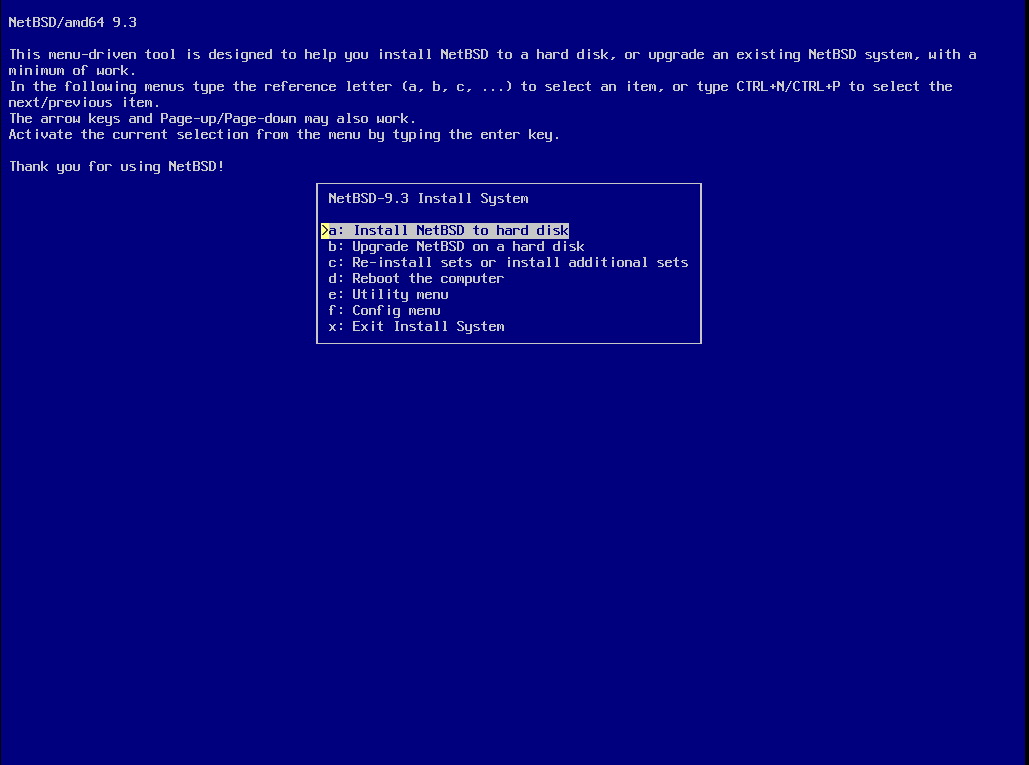 NetBSD/amd64 9.3
This menu-driven tool is designed to help you install NetBSD to a hard disk, or upgrade an existing NetBSD system, with a
minimum of work.
In the following menus type the reference letter (a, b, c, ...) to select an item, or type CTRL+N/CTRL+P to select the
next/previous item.
The arrow keys and Page-up/Page-down may also work.
Activate the current selection from the menu by typing the enter key.
Thank you for using NetBSD!
NetBSD-9.3 Install System
>a: Install NetBSD to hard disk
b: Upgrade NetBSD on a hard disk
c: Re-install sets or install additional sets
d: Reboot the computer
e: Utility menu
f: Config menu
x: Exit Install System